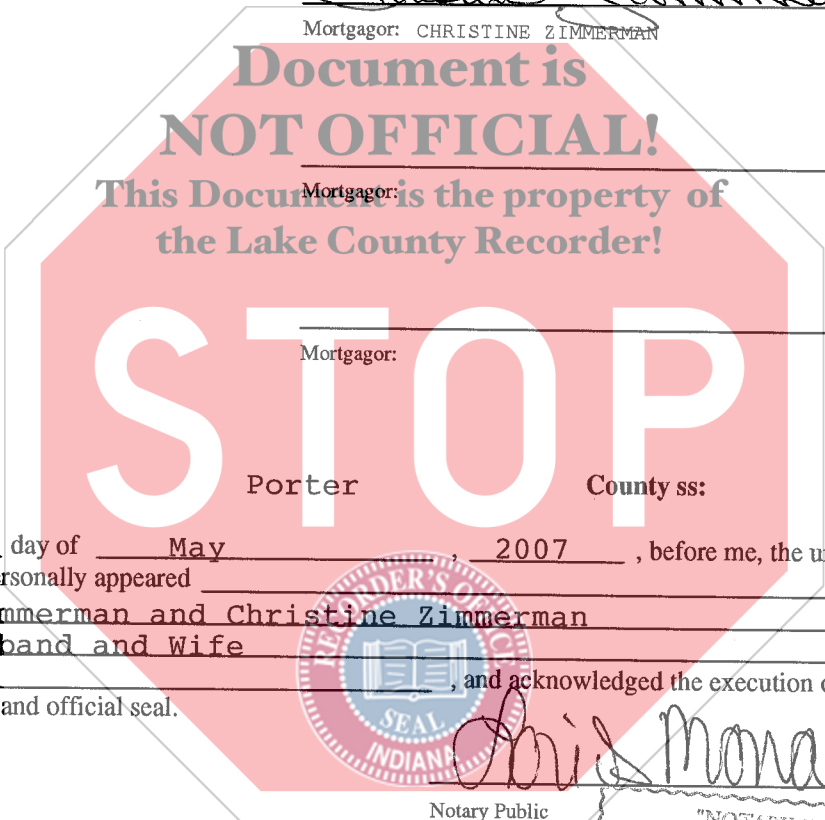 Mortgagor: CHRISTINE ZIMMERMAN
Document is
NOT OFFICIAL!
Mortgagor:
This Document is the property of
the Lake County Recorder!
STOP
Mortgagor:
Porter County ss:
day of May , 2007 , before me, the u
rsonally appeared
mmerman and Christine Zimmerman
band and Wife
, and acknowledged the execution
and official seal.
RECORDER'S OFFICE
SEAL
INDIANA
Notary Public